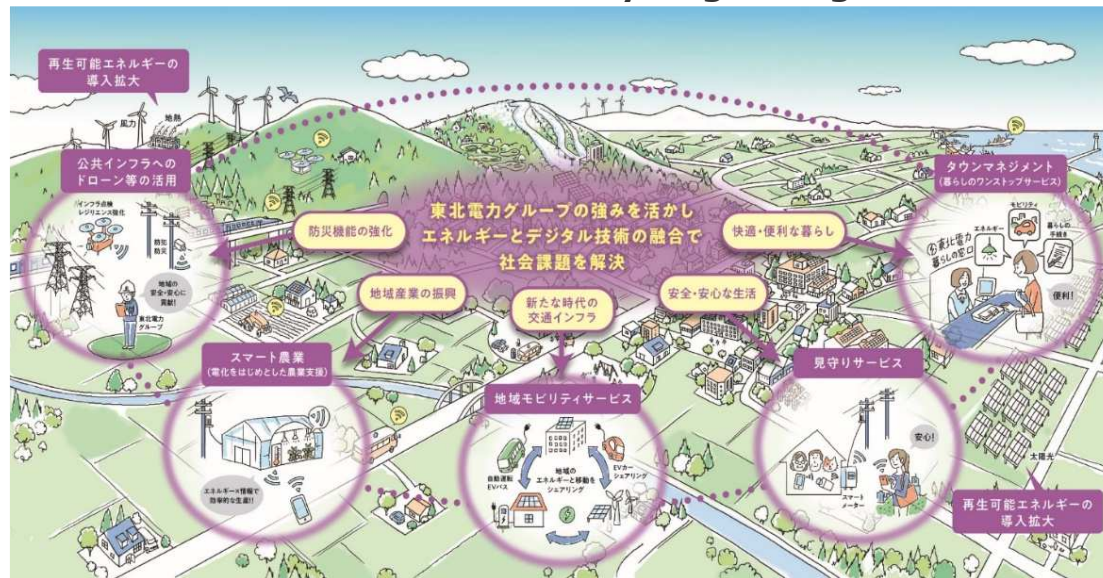 再生可能エネルギーの
導入拡大
風力
地熱
公共インフラへの
ドローン等の活用
インフラ点検
レジリエンス強化
防犯
防災
地域の
安全・安心に
貢献!
東北電力
グループ
東北電力グループの強みを活かし
エネルギーとデジタル技術の融合で
社会課題を解決
防災機能の強化
地域産業の振興
新たな時代の
交通インフラ
安全・安心な生活
快適・便利な暮らし
タウンマネジメント
(暮らしのワンストップサービス)
モビリティ
エネルギー
暮らしの
手続き
東北電力
暮らしの窓口
便利!
スマート農業
(電化をはじめとした農業支援)
エネルギー×情報で
効率的な生産!!
地域モビリティサービス
自動運転
EVバス
地域の
エネルギーと移動を
シェアリング
EVカー
シェアリング
見守りサービス
安心!
スマート
メーター
太陽光
再生可能エネルギーの
導入拡大